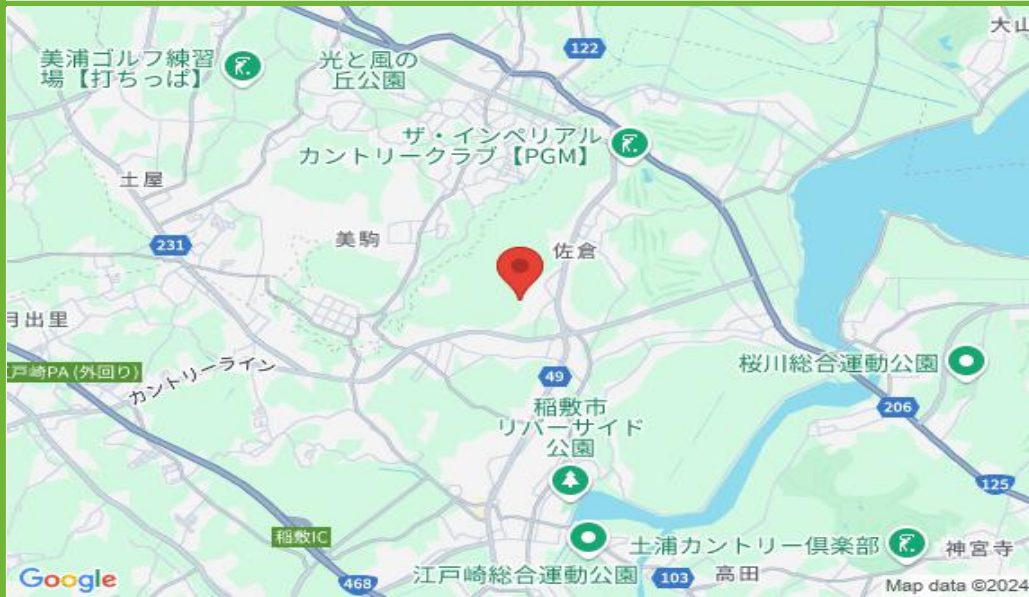 大山
122
美浦ゴルフ練習
場【打ちっぱ】
光と風の
丘公園
ザ・インペリアル
カントリークラブ【PGM】
土屋
美駒
佐倉
231
月出里
戸崎PA (外回り)
カントリーライン
49
桜川総合運動公園
稲敷市
リバーサイド
公園
206
125
稲敷IC
土浦カントリー倶楽部
神宮寺
江戸崎総合運動公園
103
高田
468
Google
Map data ©2024